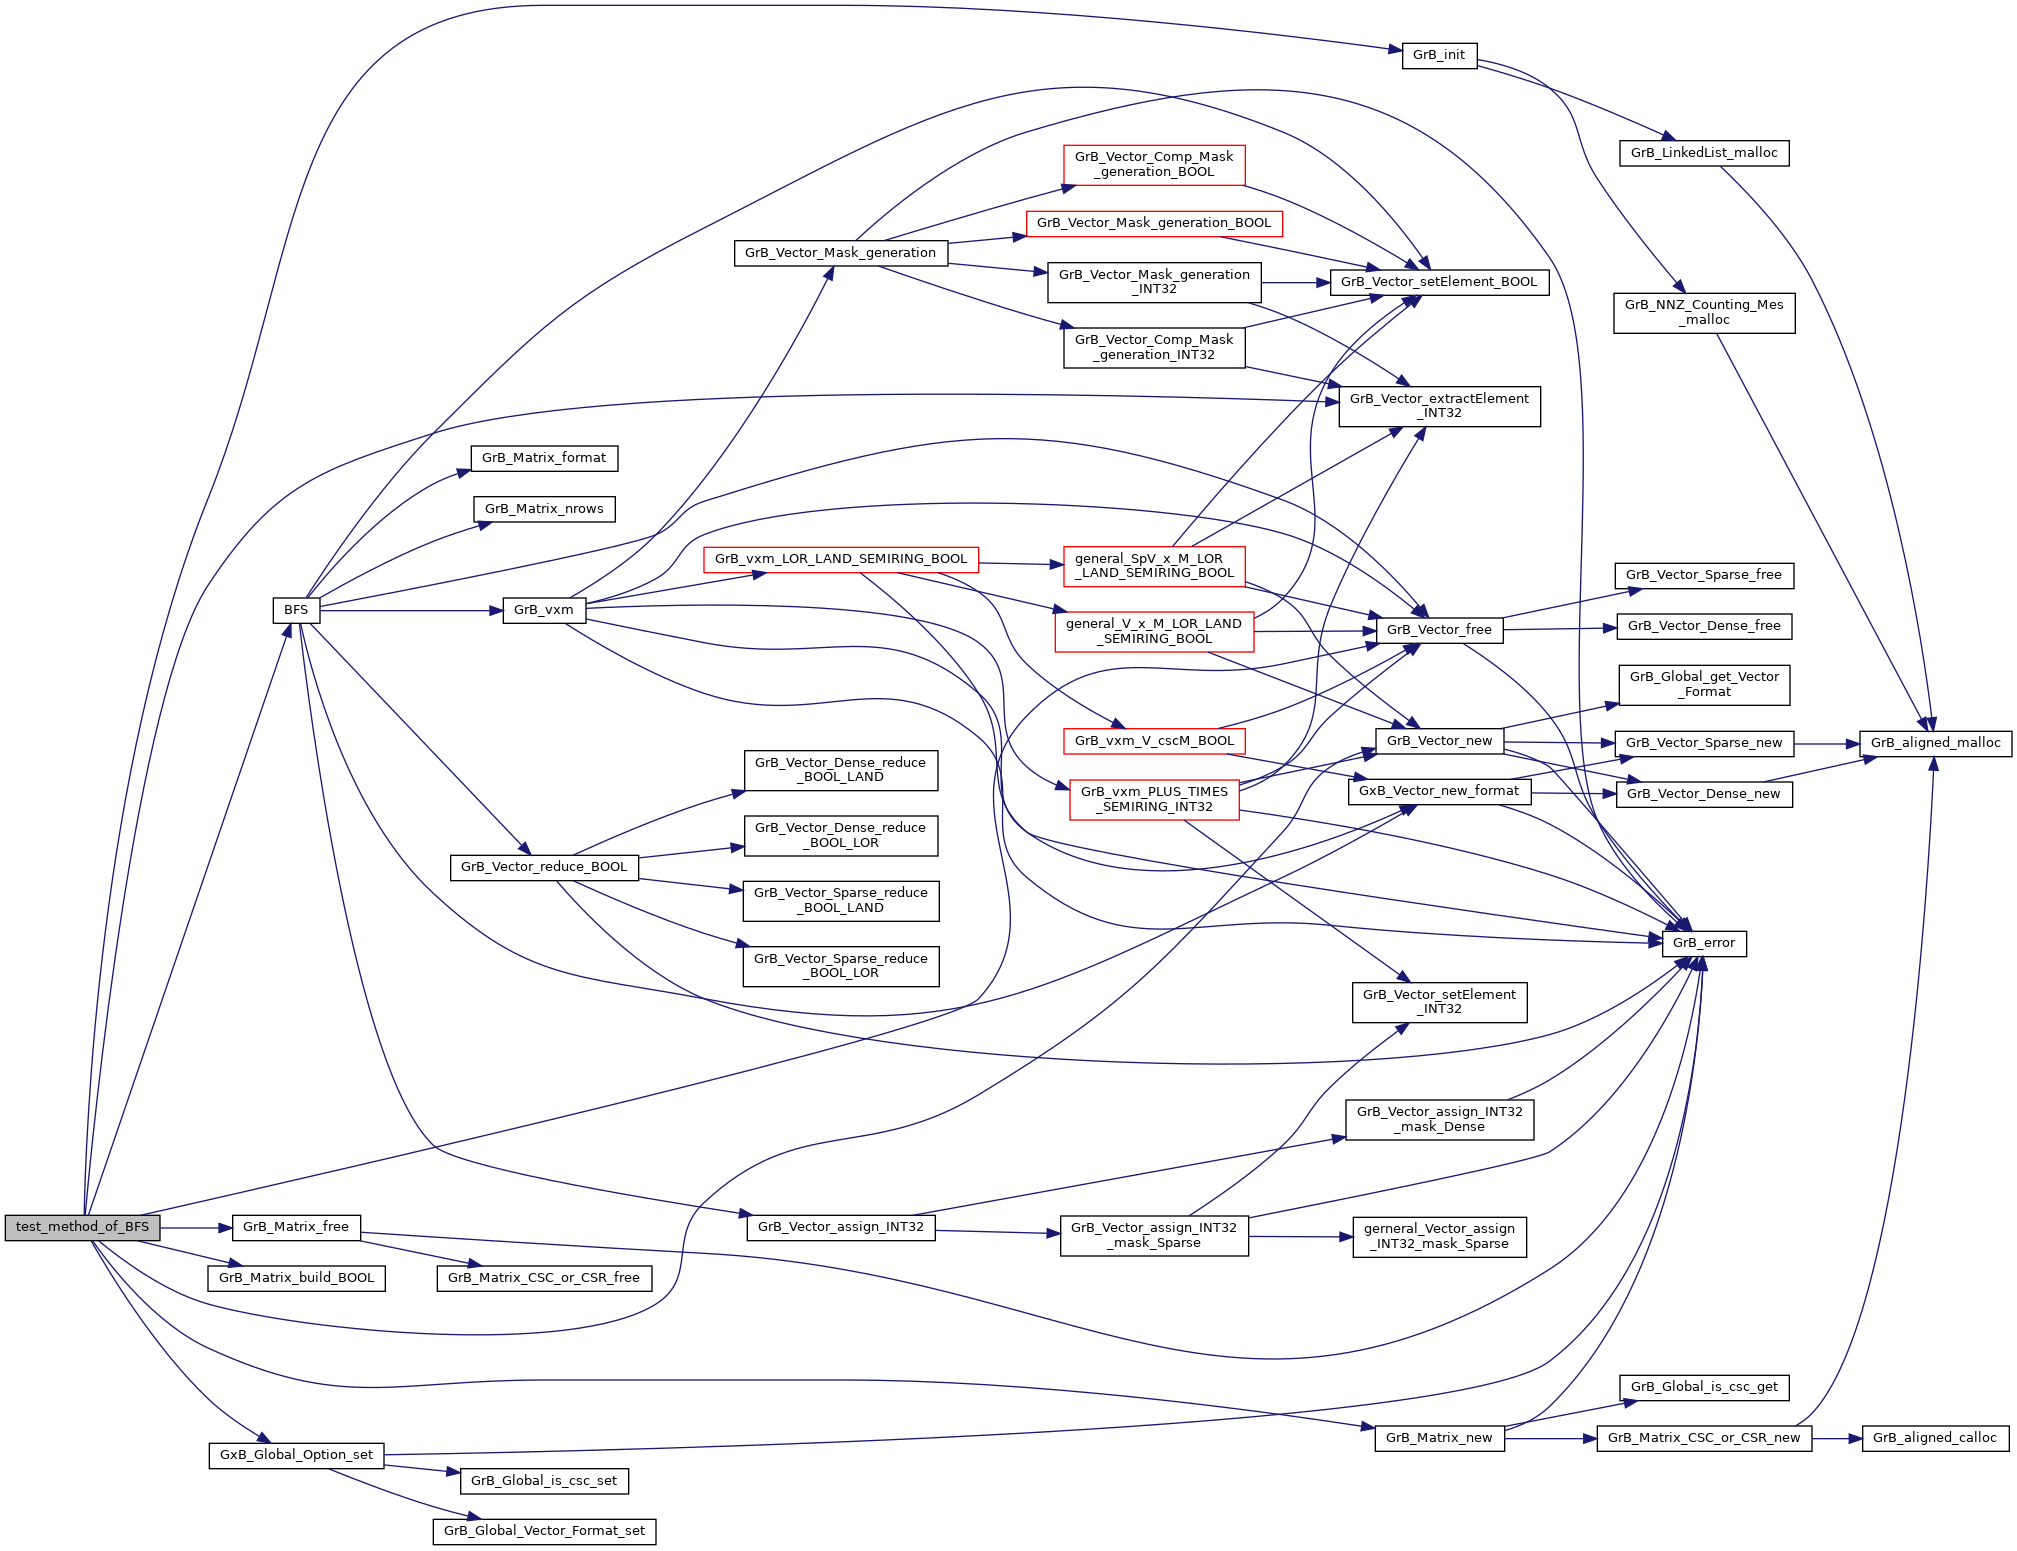 GrB_init
GrB_LinkedList_malloc
GrB_Vector_Comp_Mask
_generation_BOOL
GrB_Vector_Mask_generation_BOOL
GrB_Vector_Mask_generation
GrB_Vector_Mask_generation
_INT32
GrB_Vector_setElement_BOOL
GrB_NNZ_Counting_Mes
_malloc
GrB_Vector_Comp_Mask
_generation_INT32
GrB_Vector_extractElement
_INT32
GrB_Matrix_format
GrB_Matrix_nrows
GrB_vxm_LOR_LAND_SEMIRING_BOOL
general_SpV_x_M_LOR
_LAND_SEMIRING_BOOL
GrB_Vector_Sparse_free
BFS
GrB_vxm
general_V_x_M_LOR_LAND
_SEMIRING_BOOL
GrB_Vector_free
GrB_Vector_Dense_free
GrB_Global_get_Vector
_Format
GrB_vxm_V_cscM_BOOL
GrB_Vector_new
GrB_Vector_Sparse_new
GrB_aligned_malloc
GrB_Vector_Dense_reduce
_BOOL_LAND
GrB_vxm_PLUS_TIMES
_SEMIRING_INT32
GxB_Vector_new_format
GrB_Vector_Dense_new
GrB_Vector_Dense_reduce
_BOOL_LOR
GrB_Vector_reduce_BOOL
GrB_Vector_Sparse_reduce
_BOOL_LAND
GrB_error
GrB_Vector_Sparse_reduce
_BOOL_LOR
GrB_Vector_setElement
_INT32
GrB_Vector_assign_INT32
_mask_Dense
test_method_of_BFS
GrB_Matrix_free
GrB_Vector_assign_INT32
GrB_Vector_assign_INT32
_mask_Sparse
gerneral_Vector_assign
_INT32_mask_Sparse
GrB_Matrix_build_BOOL
GrB_Matrix_CSC_or_CSR_free
GrB_Global_is_csc_get
GxB_Global_Option_set
GrB_Matrix_new
GrB_Matrix_CSC_or_CSR_new
GrB_aligned_calloc
GrB_Global_is_csc_set
GrB_Global_Vector_Format_set